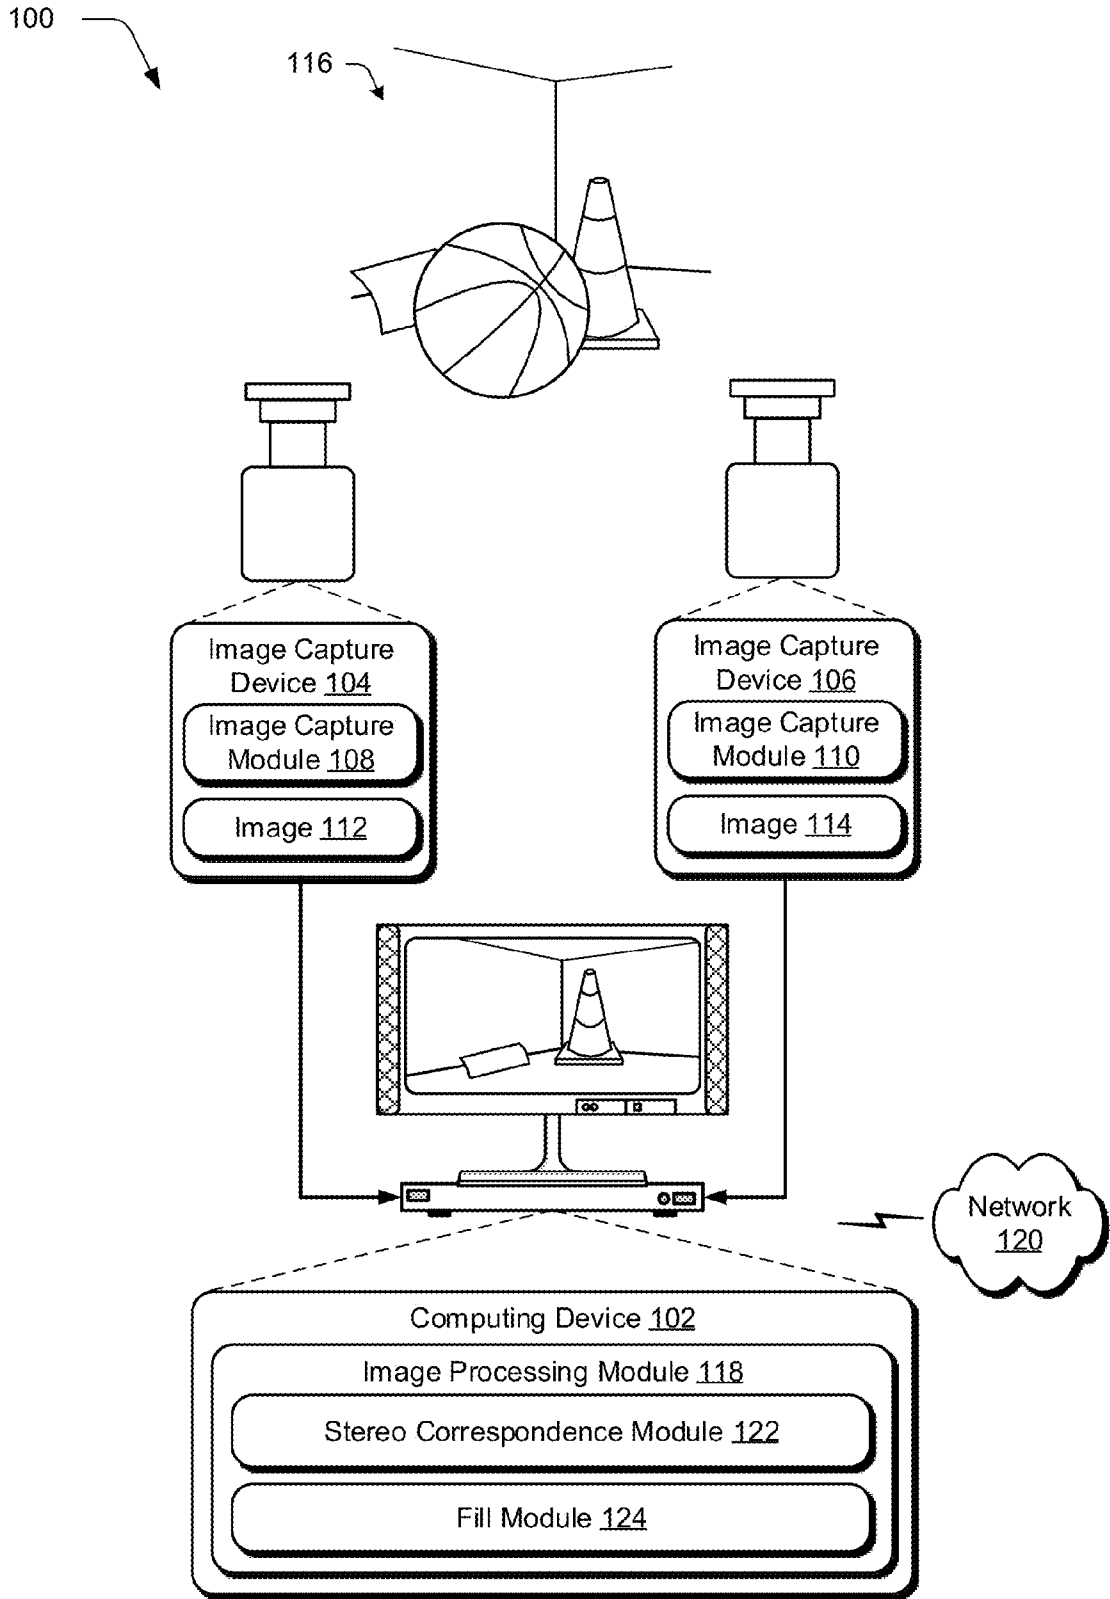 100
116
Image Capture
Device 104
Image Capture
Module 108
Image 112
Image Capture
Device 106
Image Capture
Module 110
Image 114
Network
120
Computing Device 102
Image Processing Module 118
Stereo Correspondence Module 122
Fill Module 124